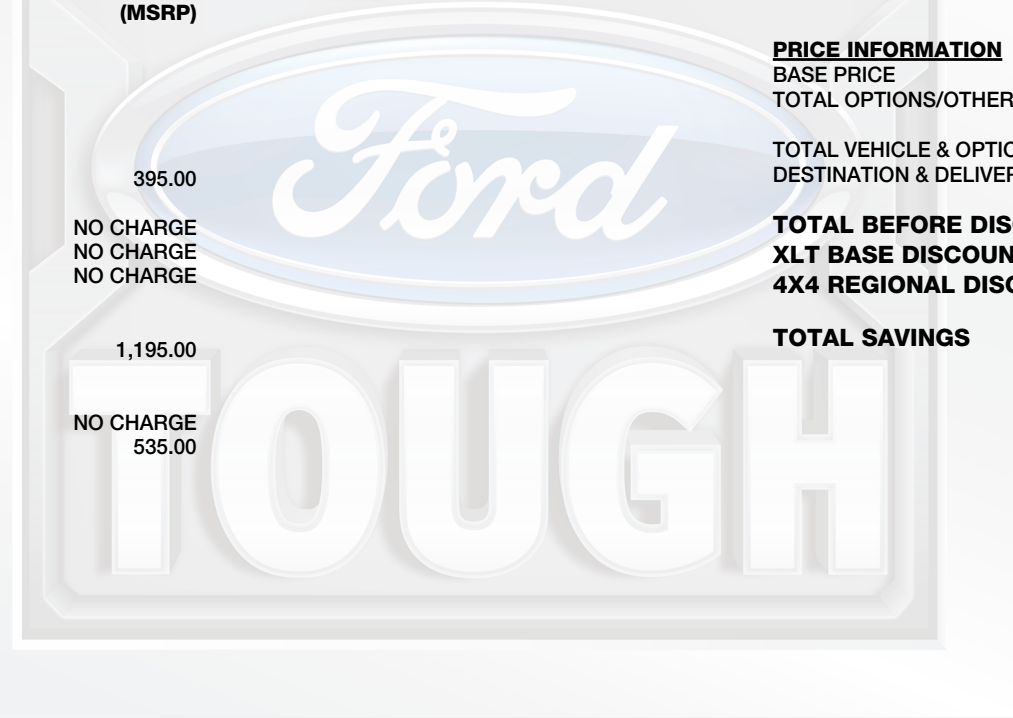 (MSRP)
395.00
NO CHARGE
NO CHARGE
NO CHARGE
1,195.00
NO CHARGE
535.00
PRICE INFORMATION
BASE PRICE
TOTAL OPTIONS/OTHER
TOTAL VEHICLE & OPTIO
DESTINATION & DELIVER
TOTAL BEFORE DIS
XLT BASE DISCOUN
4X4 REGIONAL DISC
TOTAL SAVINGS
Ford
TOUGH